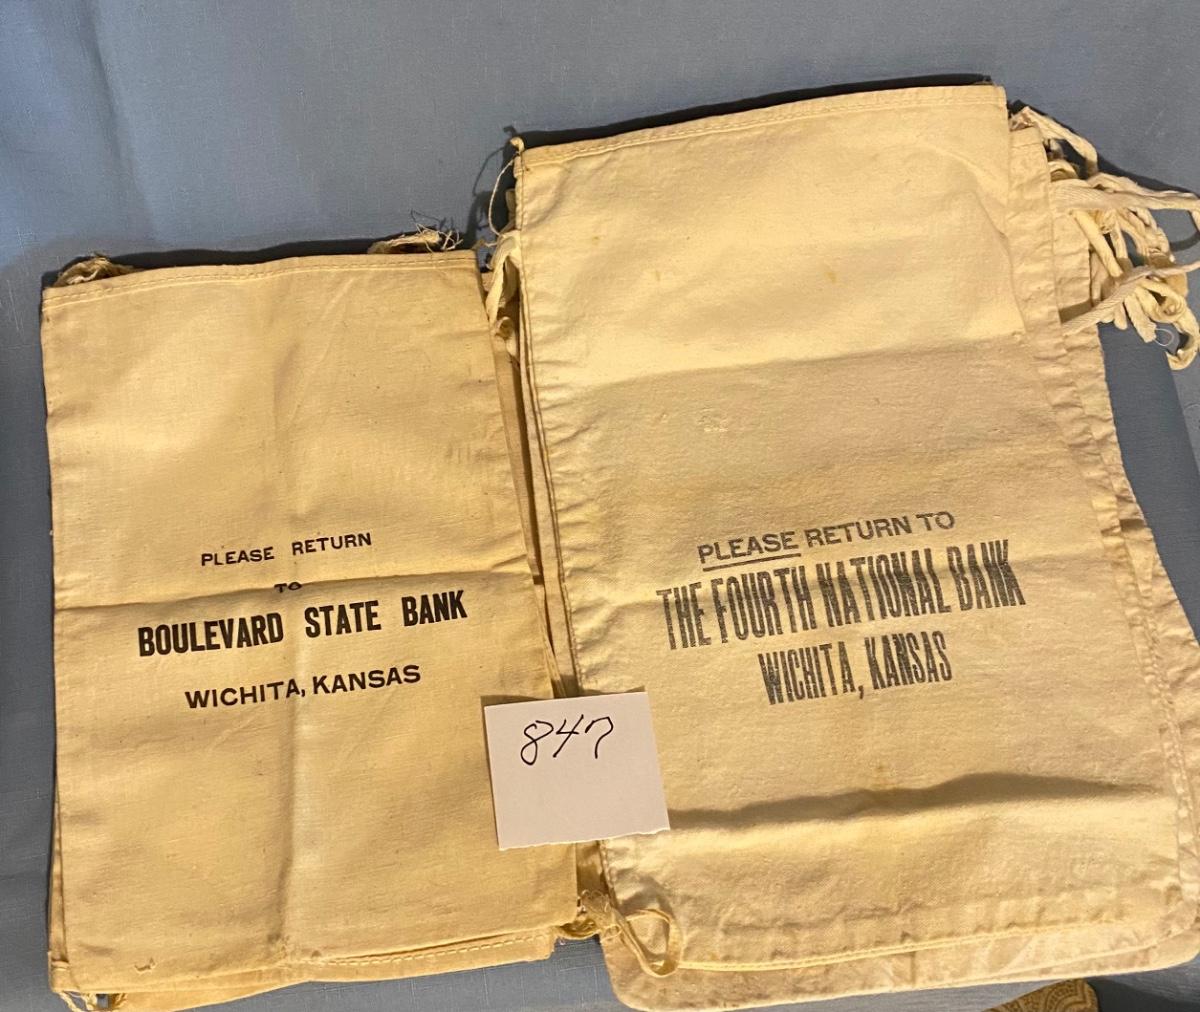 PLEASE RETURN
TO
BOULEVARD STATE BANK
WICHITA, KANSAS
PLEASE RETURN TO
THE FOURTH NATIONAL BANK
WICHITA, KANSAS
847